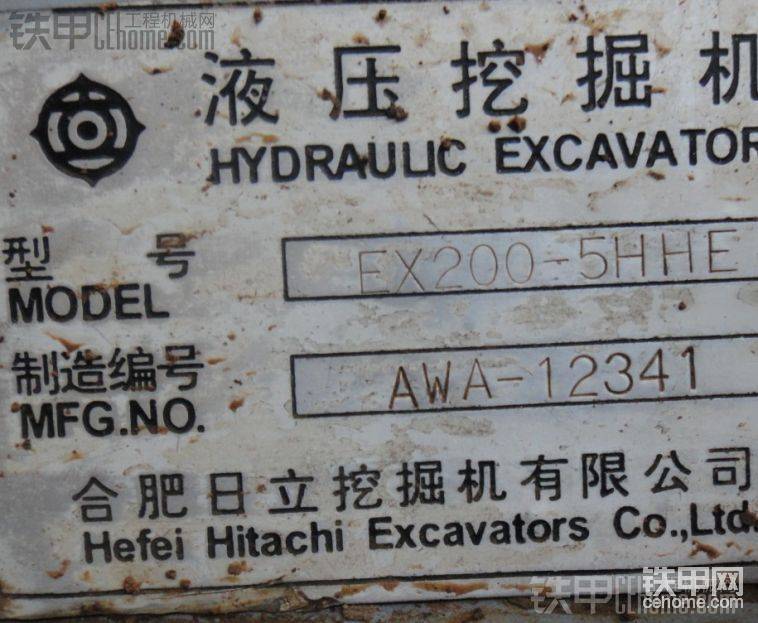 铁甲 工程机械网
CEhome.com
液压挖掘机
HYDRAULIC EXCAVATOR
型号 EX200-5HHE
MODEL
制造编号 AWA-12341
MFG.NO.
合肥日立挖掘机有限公司
Hefei Hitachi Excavators Co.,Ltd.
铁甲网
cehome.com